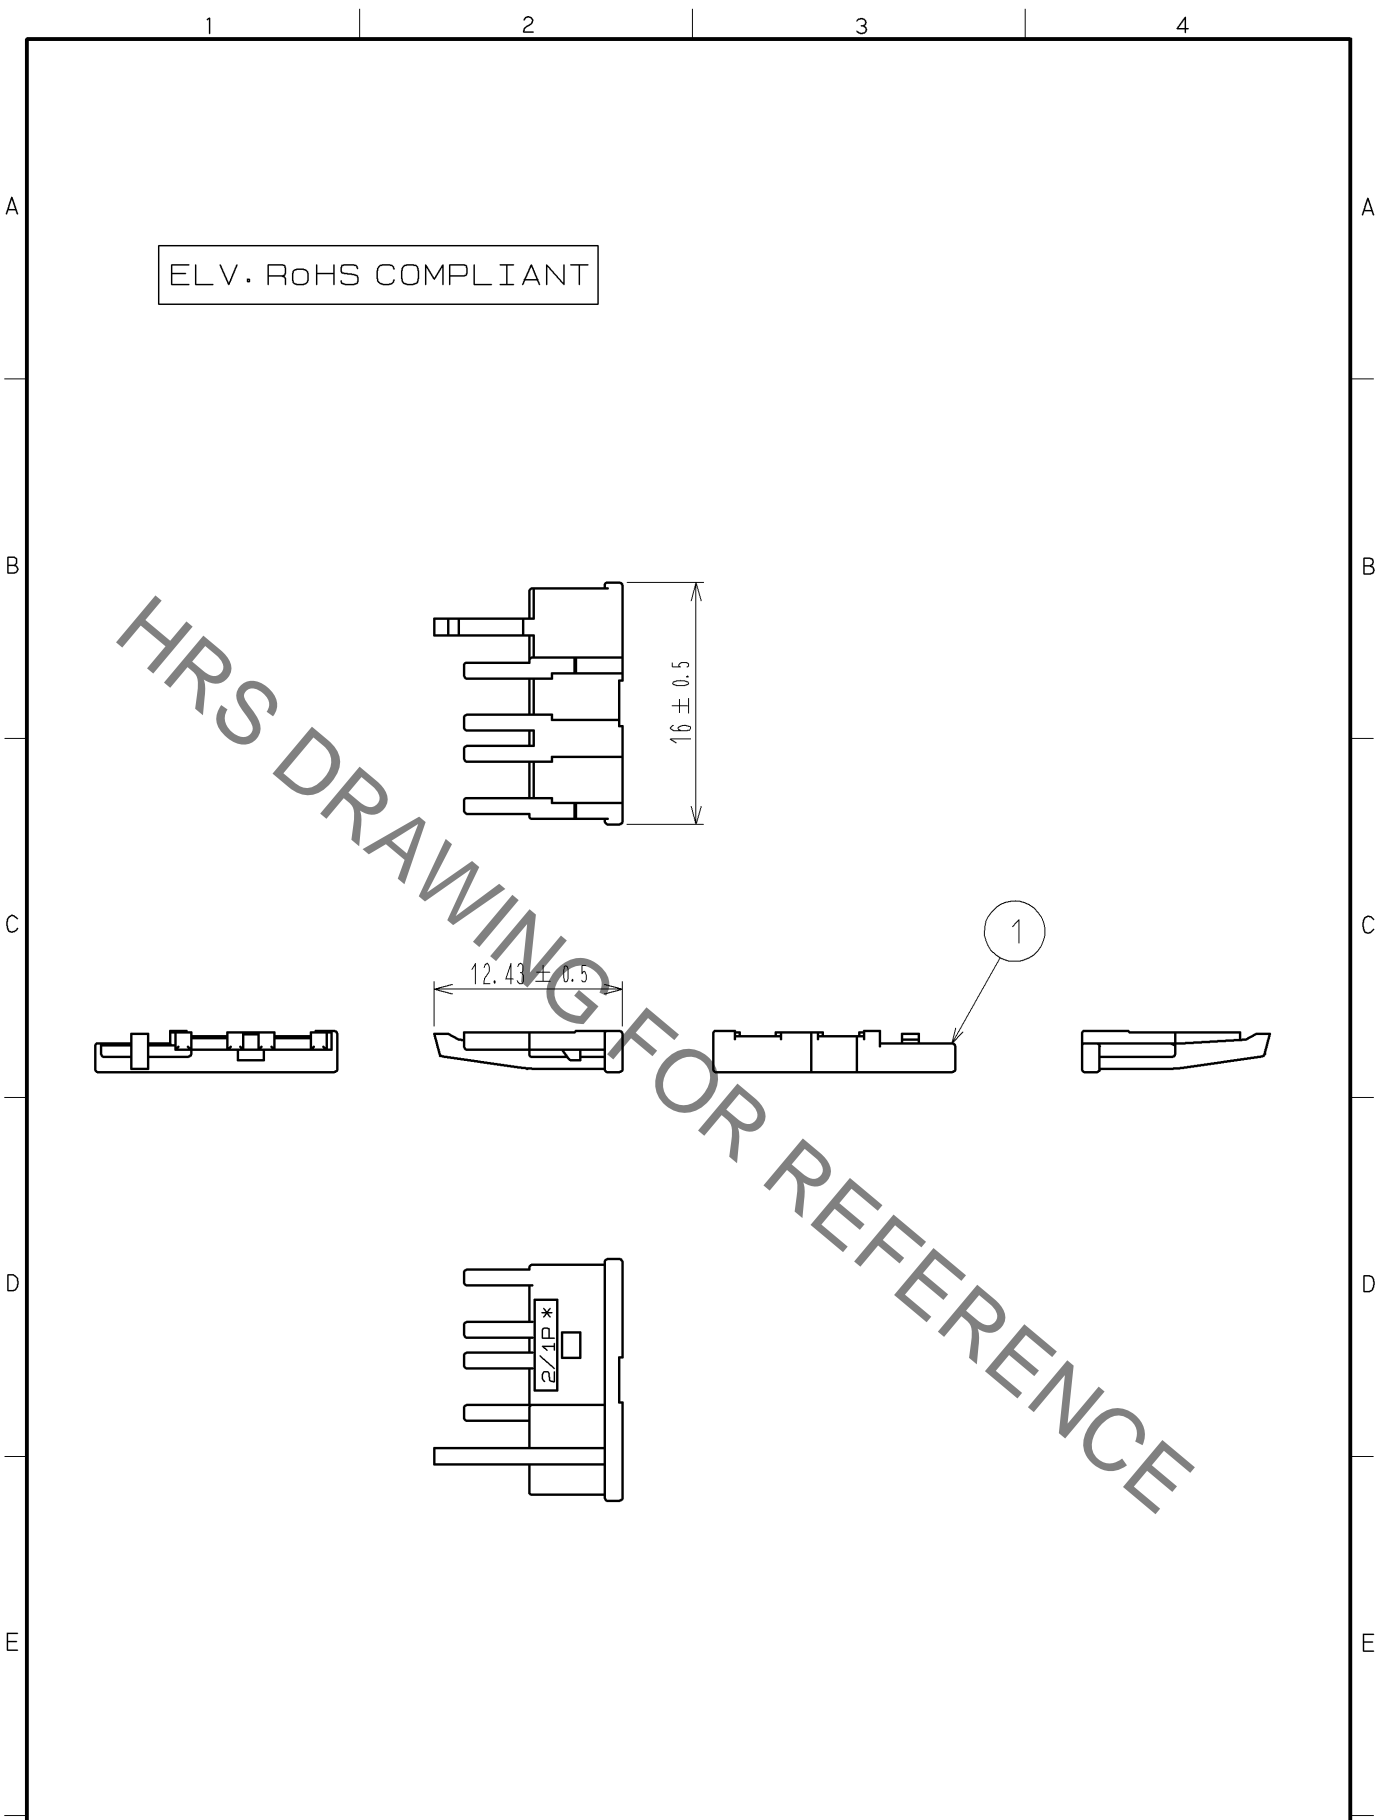 1 2 3 4
A A
ELV. RoHS COMPLIANT
B B
16 ± 0.5
HRS DRAWING FOR REFERENCE
C C
1
12.43 ± 0.5
D D
2/1P *
E E